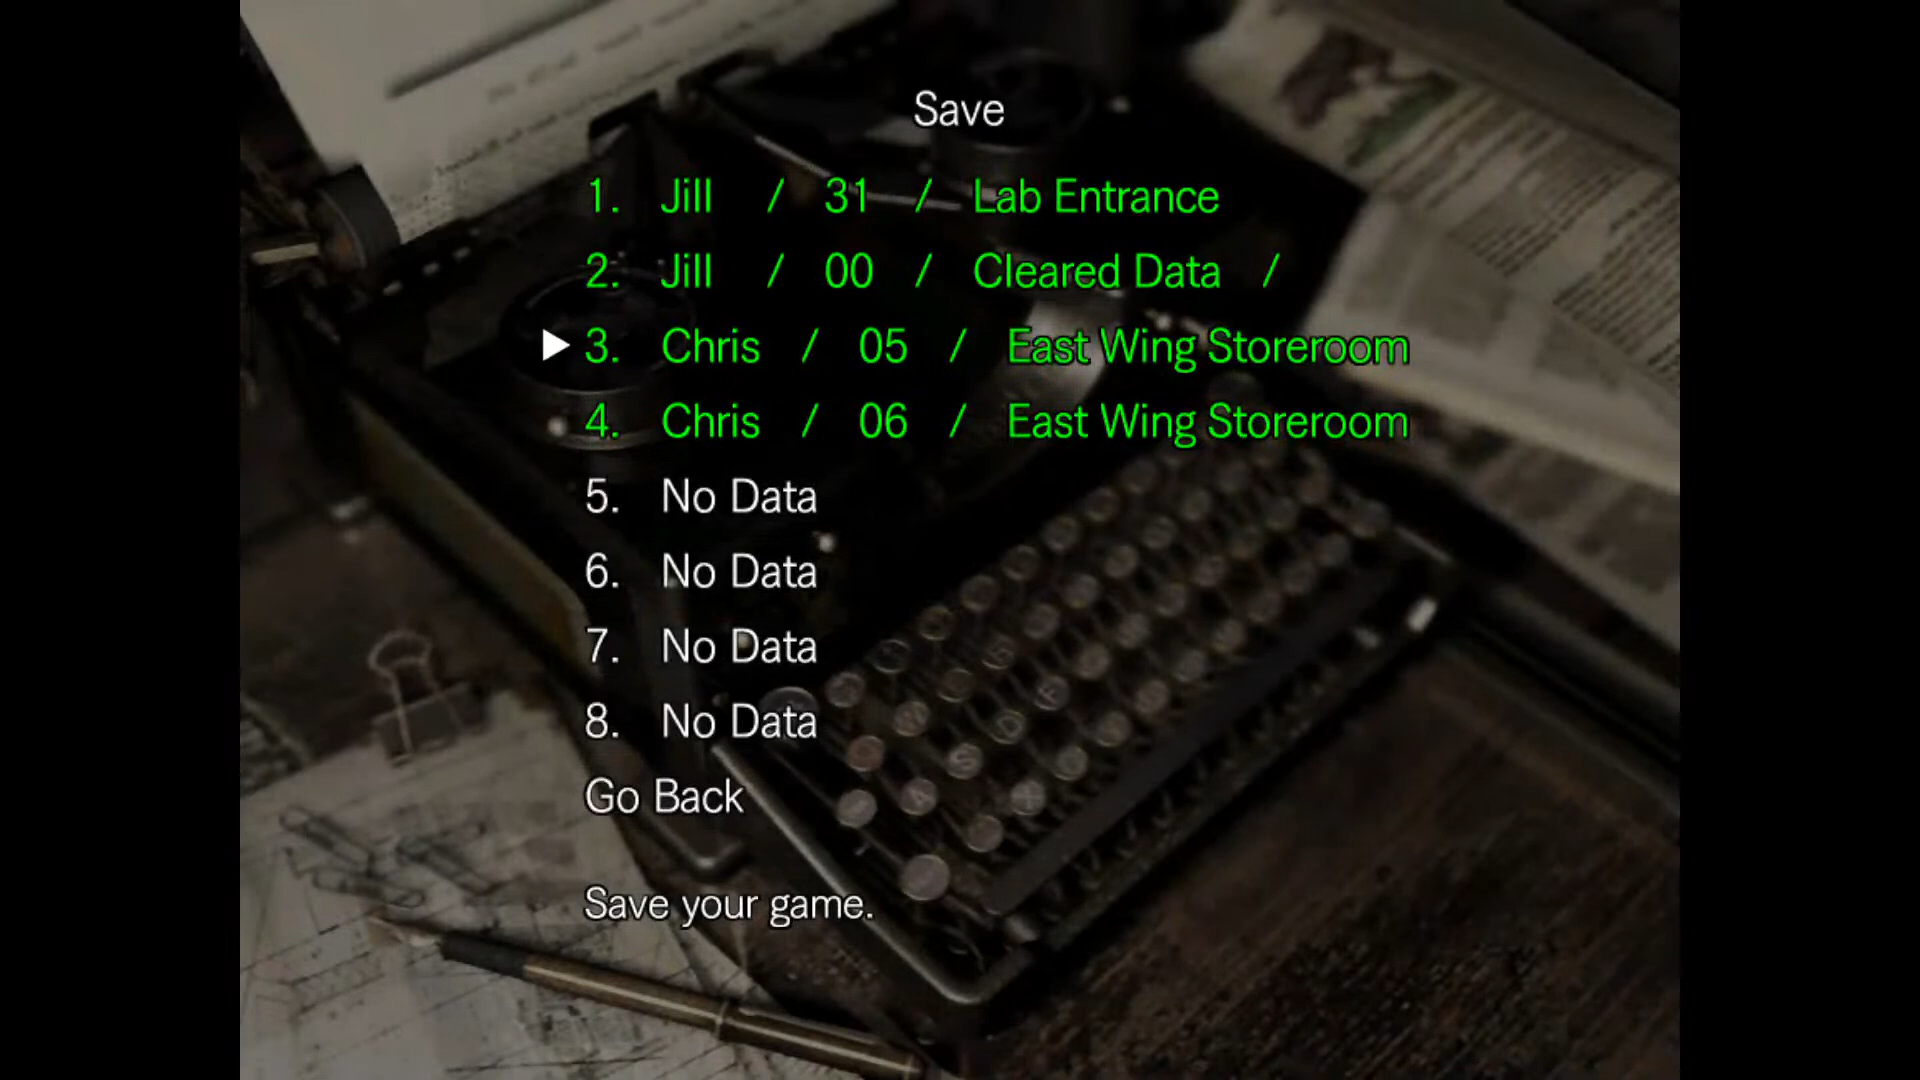 Save
1. Jill / 31 / Lab Entrance
2. Jill / 00 / Cleared Data /
3. Chris / 05 / East Wing Storeroom
4. Chris / 06 / East Wing Storeroom
5. No Data
6. No Data
7. No Data
8. No Data
Go Back
Save your game.